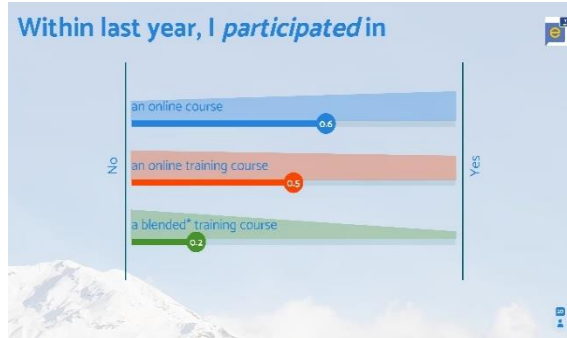 Within last year, I participated in
e
an online course
0.6
No
an online training course
0.5
Yes
a blended* training course
0.2